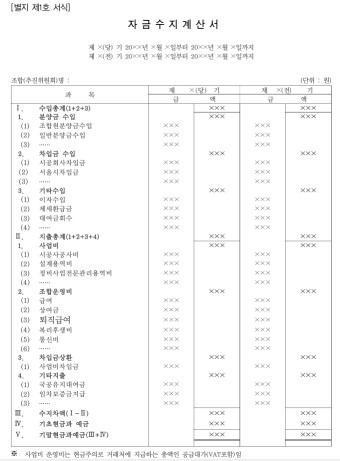 [별지 제1호 서식]
자 금 수 지 계 산 서
제 ×(당) 기 20××년 ×월 ×일부터 20××년 ×월 ×일까지
제 ×(전) 기 20××년 ×월 ×일부터 20××년 ×월 ×일까지
조합(추진위원회)명 : (단위 : 원)
과 목 제 ×(당) 기 제 ×(전) 기
금 액 금 액
Ⅰ. 수입총계(1+2+3) ××× ×××
1. 분양금 수입 ××× ×××
(1) 조합원분양금수입 ××× ×××
(2) 일반분양금수입 ××× ×××
(3) ······ ××× ×××
2. 차입금 수입 ××× ×××
(1) 시공회사차입금 ××× ×××
(2) 서울시차입금 ××× ×××
(3) ······ ××× ×××
3. 기타수입 ××× ×××
(1) 이자수입 ××× ×××
(2) 제세환급금 ××× ×××
(3) 대여금회수 ××× ×××
(4) ······ ××× ×××
Ⅱ. 지출총계(1+2+3+4) ××× ×××
1. 사업비 ××× ×××
(1) 시공사공사비 ××× ×××
(2) 설계용역비 ××× ×××
(3) 정비사업전문관리용역비 ××× ×××
(4) ······ ××× ×××
2. 조합운영비 ××× ×××
(1) 급여 ××× ×××
(2) 상여금 ××× ×××
(3) 퇴직급여 ××× ×××
(4) 복리후생비 ××× ×××
(5) 통신비 ××× ×××
(6) ······ ××× ×××
3. 차입금상환 ××× ×××
(1) 사업비차입금 ××× ×××
4. 기타지출 ××× ×××
(1) 국공유지대여금 ××× ×××
(2) 임차보증금지급 ××× ×××
(3) ······ ××× ×××
Ⅲ. 수지차액(Ⅰ-Ⅱ) ××× ×××
Ⅳ. 기초현금과 예금 ××× ×××
Ⅴ. 기말현금과예금(Ⅲ+Ⅳ) ××× ×××
※ 사업비 운영비는 현금주의로 거래처에 지급하는 총액인 공급대가(VAT포함)임